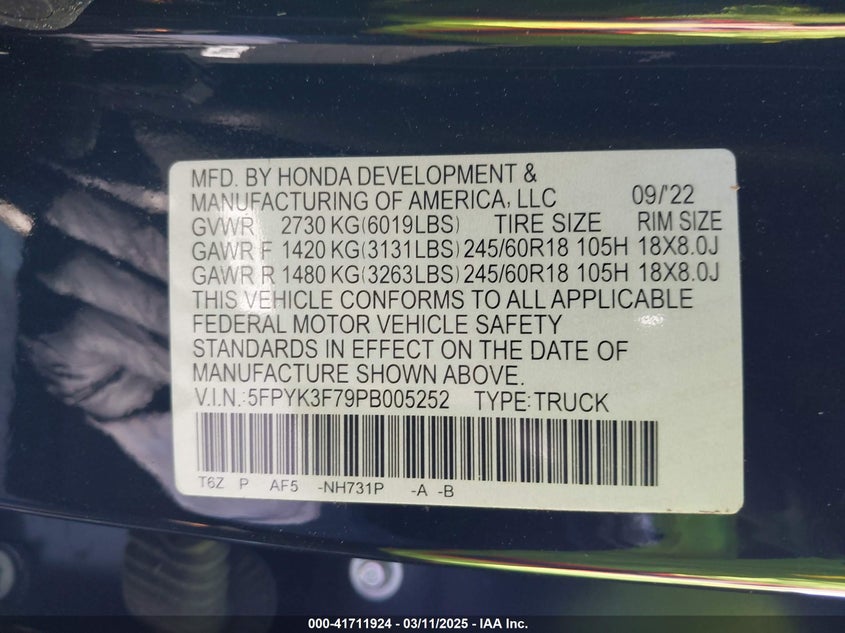 MFD. BY HONDA DEVELOPMENT &
MANUFACTURING OF AMERICA, LLC 09/'22
GVWR 2730 KG(6019LBS) TIRE SIZE RIM SIZE
GAWR F 1420 KG(3131LBS) 245/60R18 105H 18X8.0J
GAWR R 1480 KG(3263LBS) 245/60R18 105H 18X8.0J
THIS VEHICLE CONFORMS TO ALL APPLICABLE
FEDERAL MOTOR VEHICLE SAFETY
STANDARDS IN EFFECT ON THE DATE OF
MANUFACTURE SHOWN ABOVE.
V.I.N.:5FPYK3F79PB005252 TYPE:TRUCK
T6Z P AF5 -NH731P -A -B
000-41711924 - 03/11/2025 - IAA Inc.